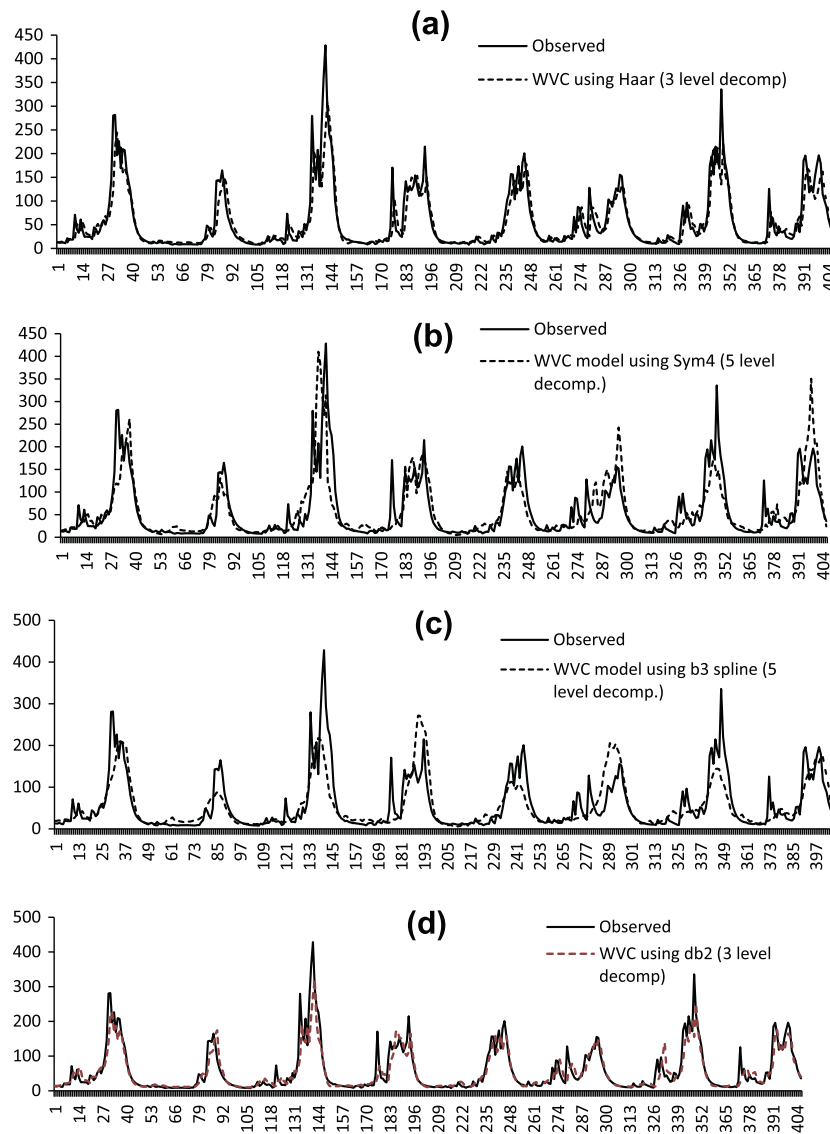 (a)
Observed
WVC using Haar (3 level decomp)
450
400
350
300
250
200
150
100
50
0
1 14 27 40 53 66 79 92 105 118 131 144 157 170 183 196 209 222 235 248 261 274 287 300 313 326 339 352 365 378 391 404
(b)
Observed
WVC model using Sym4 (5 level
decomp.)
450
400
350
300
250
200
150
100
50
0
1 14 27 40 53 66 79 92 105 118 131 144 157 170 183 196 209 222 235 248 261 274 287 300 313 326 339 352 365 378 391 404
(c)
Observed
WVC model using b3 spline (5
level decomp.)
500
400
300
200
100
0
1 13 25 37 49 61 73 85 97 109 121 133 145 157 169 181 193 205 217 229 241 253 265 277 289 301 313 325 337 349 361 373 385 397
(d)
Observed
WVC using db2 (3 level
decomp)
500
400
300
200
100
0
1 14 27 40 53 66 79 92 105 118 131 144 157 170 183 196 209 222 235 248 261 274 287 300 313 326 339 352 365 378 391 404